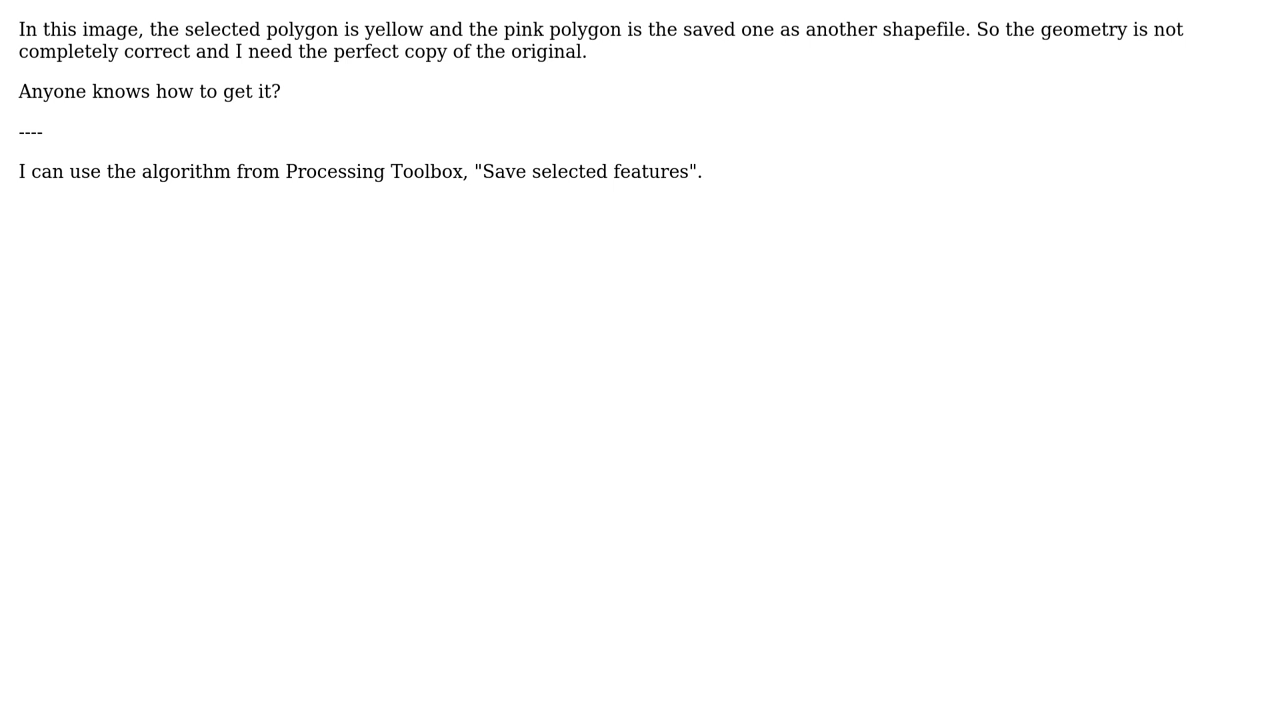 In this image, the selected polygon is yellow and the pink polygon is the saved one as another shapefile. So the geometry is not
completely correct and I need the perfect copy of the original.
Anyone knows how to get it?
----
I can use the algorithm from Processing Toolbox, "Save selected features".